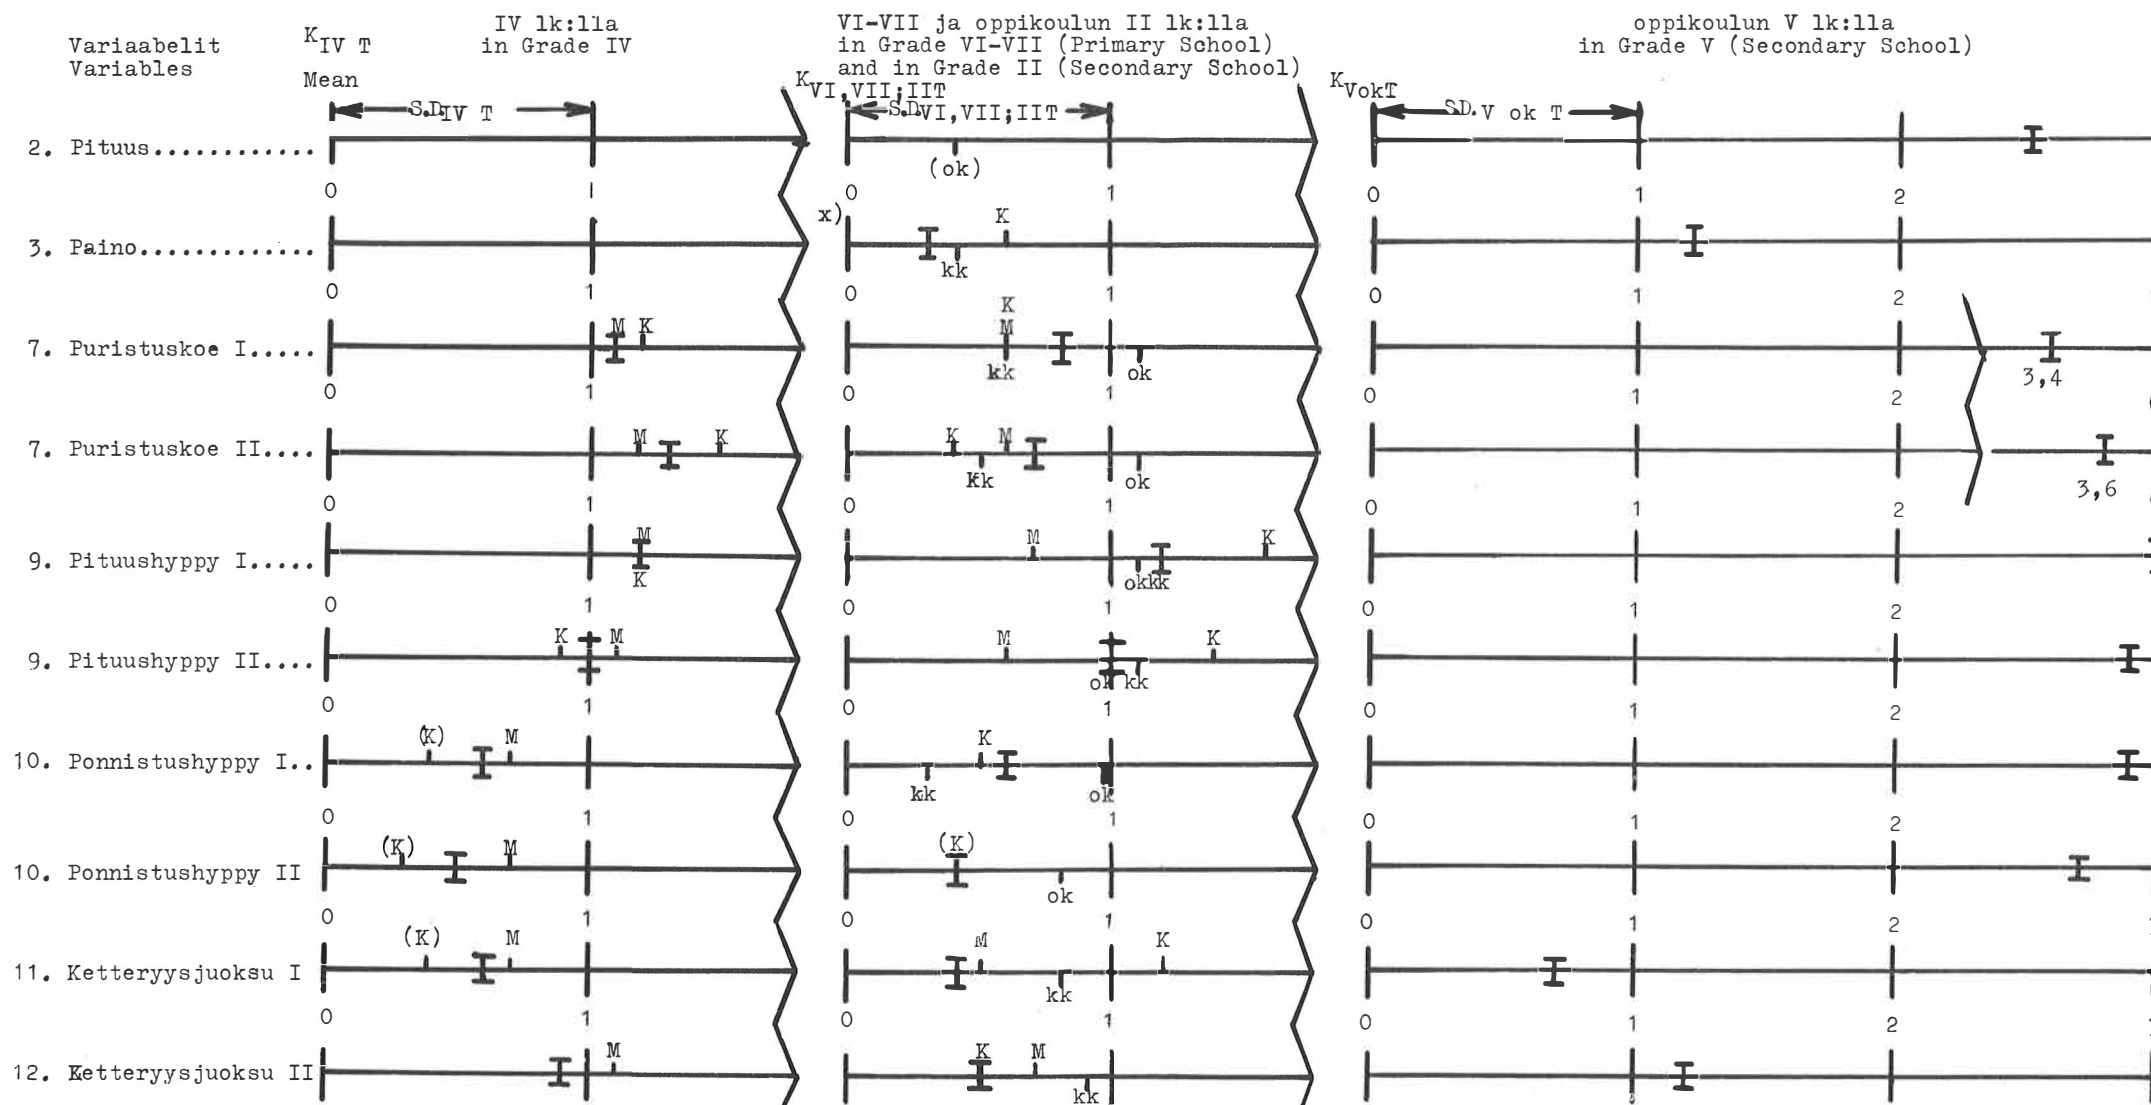 Variaabelit
Variables
K IV T
Mean
IV lk:lla
in Grade IV
VI-VII ja oppikoulun II lk:lla
in Grade VI-VII (Primary School)
and in Grade II (Secondary School)
oppikoulun V lk:lla
in Grade V (Secondary School)
K VI,VII;IIT
K VokT
S.D. IV T
S.D. VI,VII;IIT
S.D. V ok T
2. Pituus............
(ok)
0 1 0 1 0 1 2
x) K
3. Paino.............
kk
0 1 0 1 0 1 2
K
M K M
7. Puristuskoe I.....
kk ok 3,4
0 1 0 1 0 1 2
M K K M
7. Puristuskoe II....
kk ok 3,6
0 1 0 1 0 1 2
M M K
9. Pituushyppy I.....
K okkk
0 1 0 1 0 1 2
K M M K
9. Pituushyppy II....
ok kk
0 1 0 1 0 1 2
(K) M K
10. Ponnistushyppy I..
kk ok
0 1 0 1 0 1 2
(K) M (K)
10. Ponnistushyppy II
ok
0 1 0 1 0 1 2
(K) M M K
11. Ketteryysjuoksu I
kk
0 1 0 1 0 1 2
M K M
12. Ketteryysjuoksu II
kk